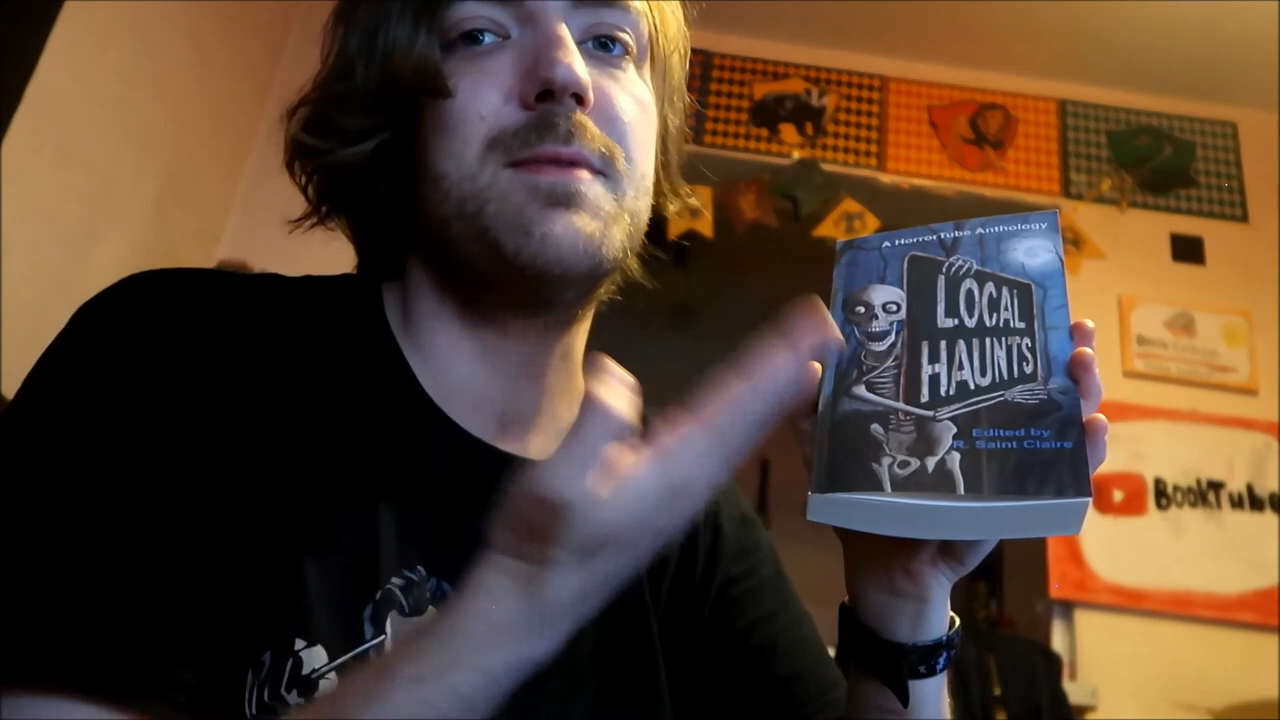 A HorrorTube Anthology
LOCAL
HAUNTS
Edited by
R. Saint Claire
BookTube